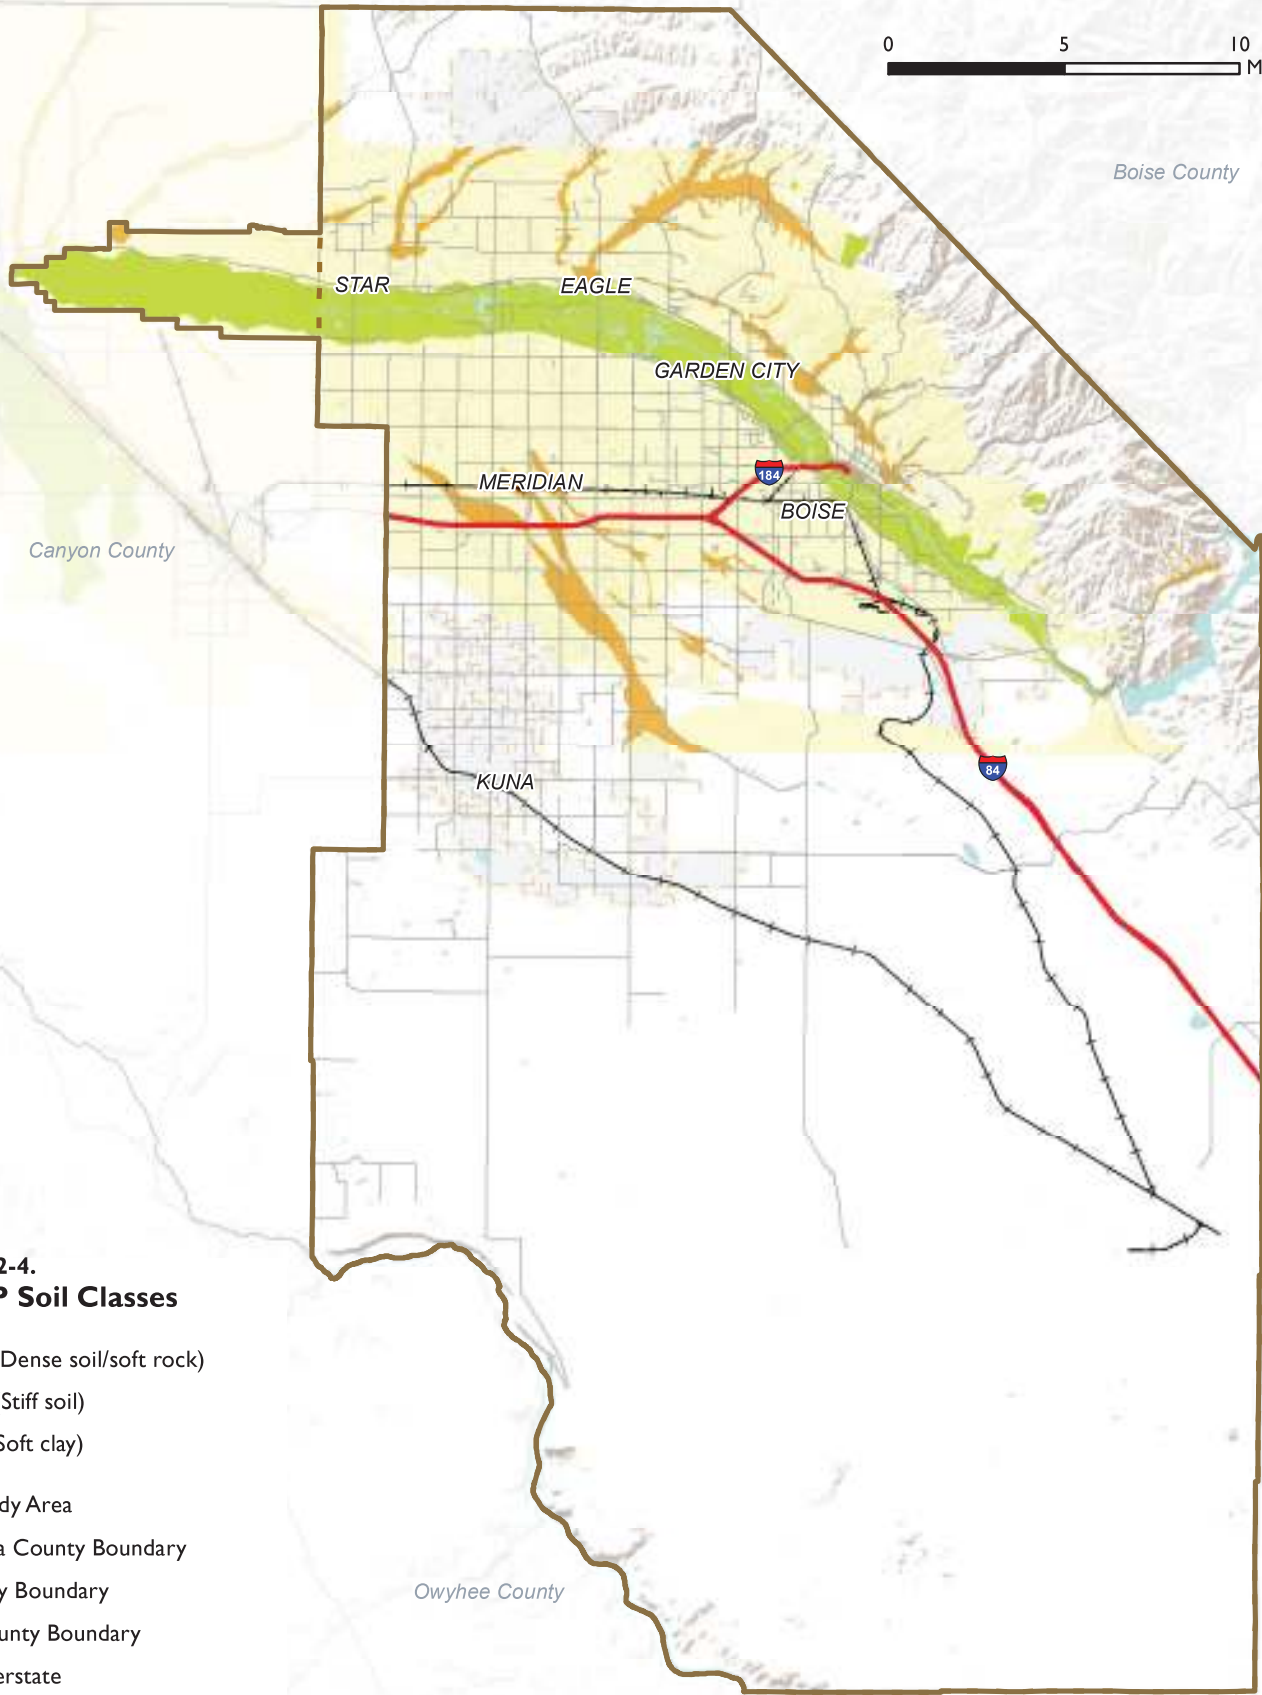 0 5 10
M
Boise County
STAR
EAGLE
GARDEN CITY
184
MERIDIAN
BOISE
Canyon County
84
KUNA
2-4.
P Soil Classes
Dense soil/soft rock)
Stiff soil)
Soft clay)
dy Area
a County Boundary
y Boundary
unty Boundary
erstate
Owyhee County